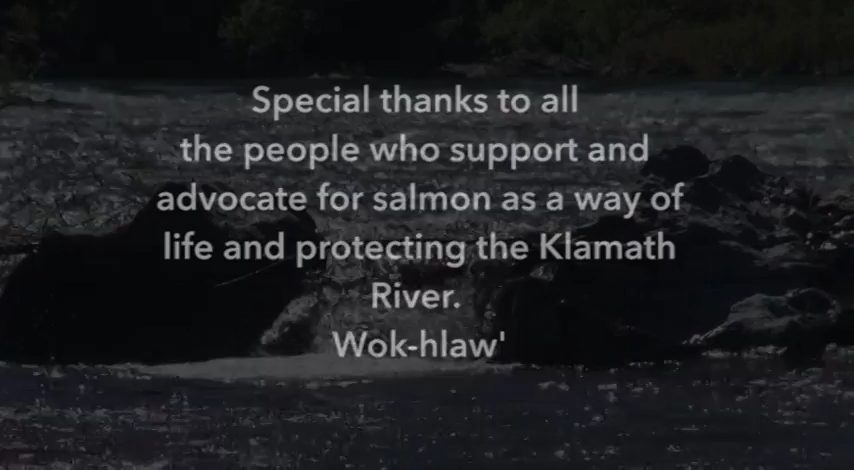 Special thanks to all
the people who support and
advocate for salmon as a way of
life and protecting the Klamath
River.
Wok-hlaw'